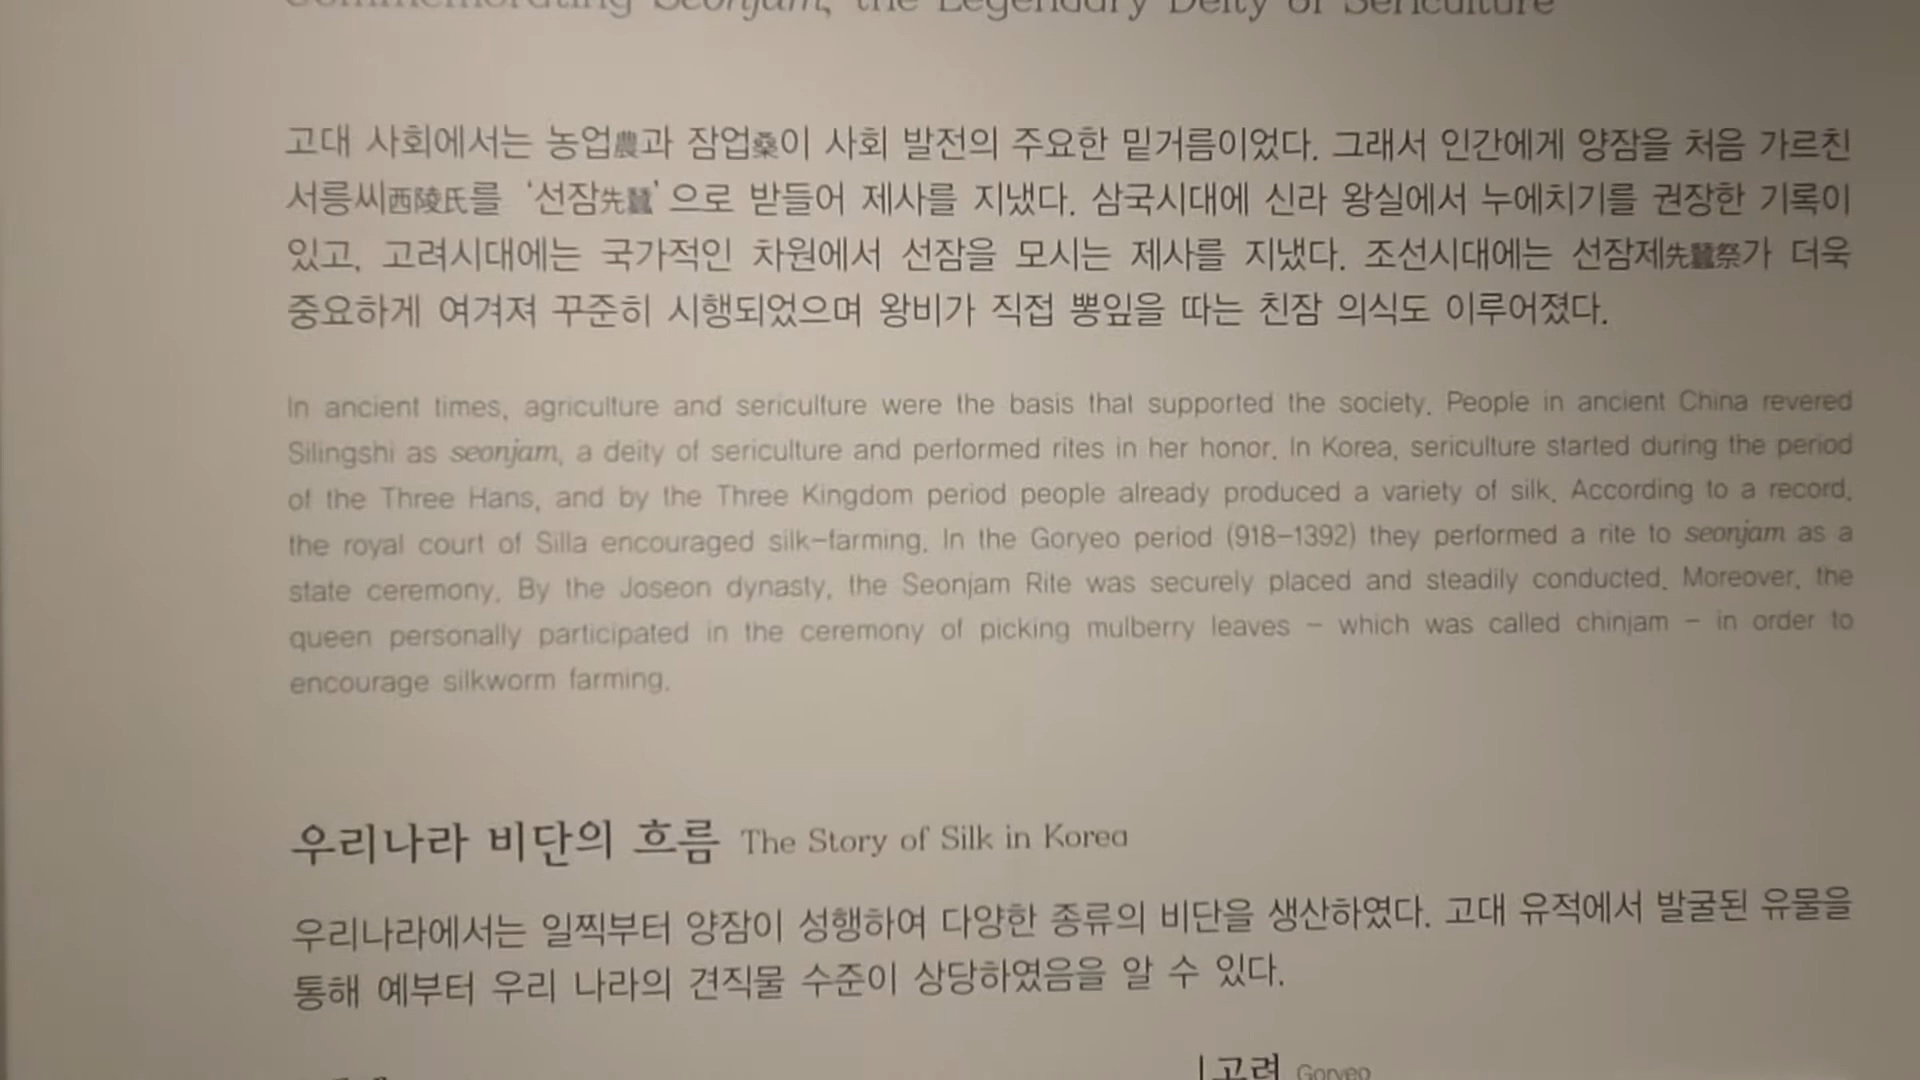 Commemorating Seonjam, the Legendary Deity of Sericulture
고대 사회에서는 농업農과 잠업桑이 사회 발전의 주요한 밑거름이었다. 그래서 인간에게 양잠을 처음 가르친
서릉씨西陵氏를 ‘선잠先蠶’으로 받들어 제사를 지냈다. 삼국시대에 신라 왕실에서 누에치기를 권장한 기록이
있고, 고려시대에는 국가적인 차원에서 선잠을 모시는 제사를 지냈다. 조선시대에는 선잠제先蠶祭가 더욱
중요하게 여겨져 꾸준히 시행되었으며 왕비가 직접 뽕잎을 따는 친잠 의식도 이루어졌다.
In ancient times, agriculture and sericulture were the basis that supported the society. People in ancient China revered
Silingshi as seonjam, a deity of sericulture and performed rites in her honor. In Korea, sericulture started during the period
of the Three Hans, and by the Three Kingdom period people already produced a variety of silk. According to a record,
the royal court of Silla encouraged silk-farming. In the Goryeo period (918-1392) they performed a rite to seonjam as a
state ceremony. By the Joseon dynasty, the Seonjam Rite was securely placed and steadily conducted. Moreover, the
queen personally participated in the ceremony of picking mulberry leaves - which was called chinjam - in order to
encourage silkworm farming.
우리나라 비단의 흐름 The Story of Silk in Korea
우리나라에서는 일찍부터 양잠이 성행하여 다양한 종류의 비단을 생산하였다. 고대 유적에서 발굴된 유물을
통해 예부터 우리 나라의 견직물 수준이 상당하였음을 알 수 있다.
고려 Goryeo